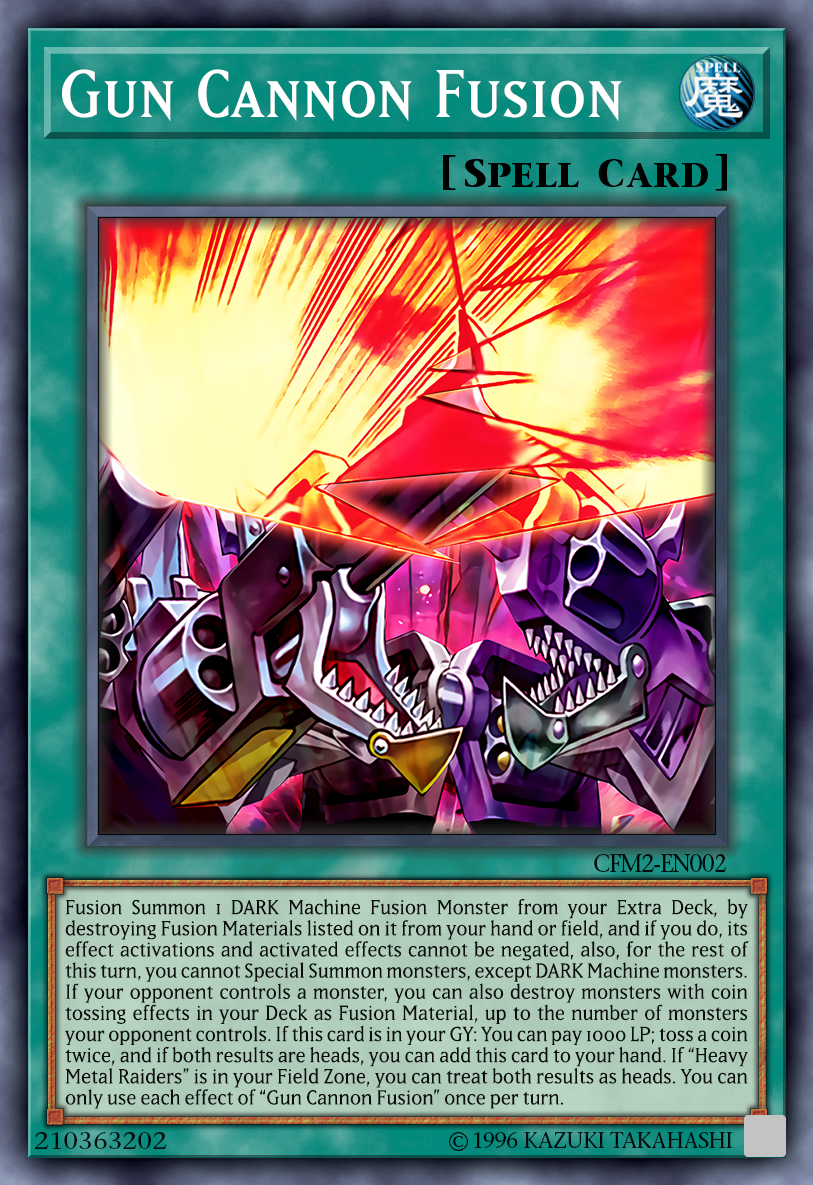 Gun Cannon Fusion
SPELL
魔
[Spell Card]
CFM2-EN002
Fusion Summon 1 DARK Machine Fusion Monster from your Extra Deck, by
destroying Fusion Materials listed on it from your hand or field, and if you do, its
effect activations and activated effects cannot be negated, also, for the rest of
this turn, you cannot Special Summon monsters, except DARK Machine monsters.
If your opponent controls a monster, you can also destroy monsters with coin
tossing effects in your Deck as Fusion Material, up to the number of monsters
your opponent controls. If this card is in your GY: You can pay 1000 LP; toss a coin
twice, and if both results are heads, you can add this card to your hand. If “Heavy
Metal Raiders” is in your Field Zone, you can treat both results as heads. You can
only use each effect of “Gun Cannon Fusion” once per turn.
210363202
© 1996 KAZUKI TAKAHASHI